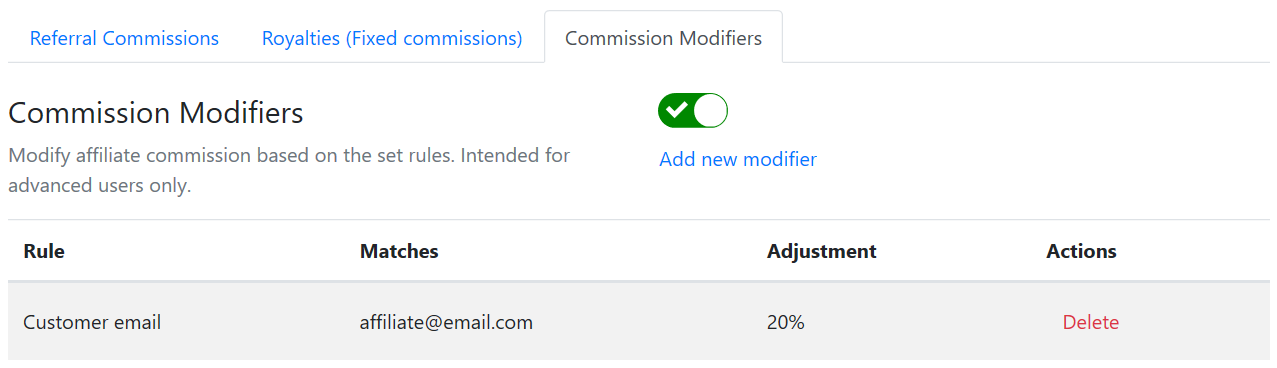 Referral Commissions Royalties (Fixed commissions) Commission Modifiers
Commission Modifiers
Modify affiliate commission based on the set rules. Intended for
advanced users only.
Add new modifier
Rule Matches Adjustment Actions
Customer email affiliate@email.com 20% Delete